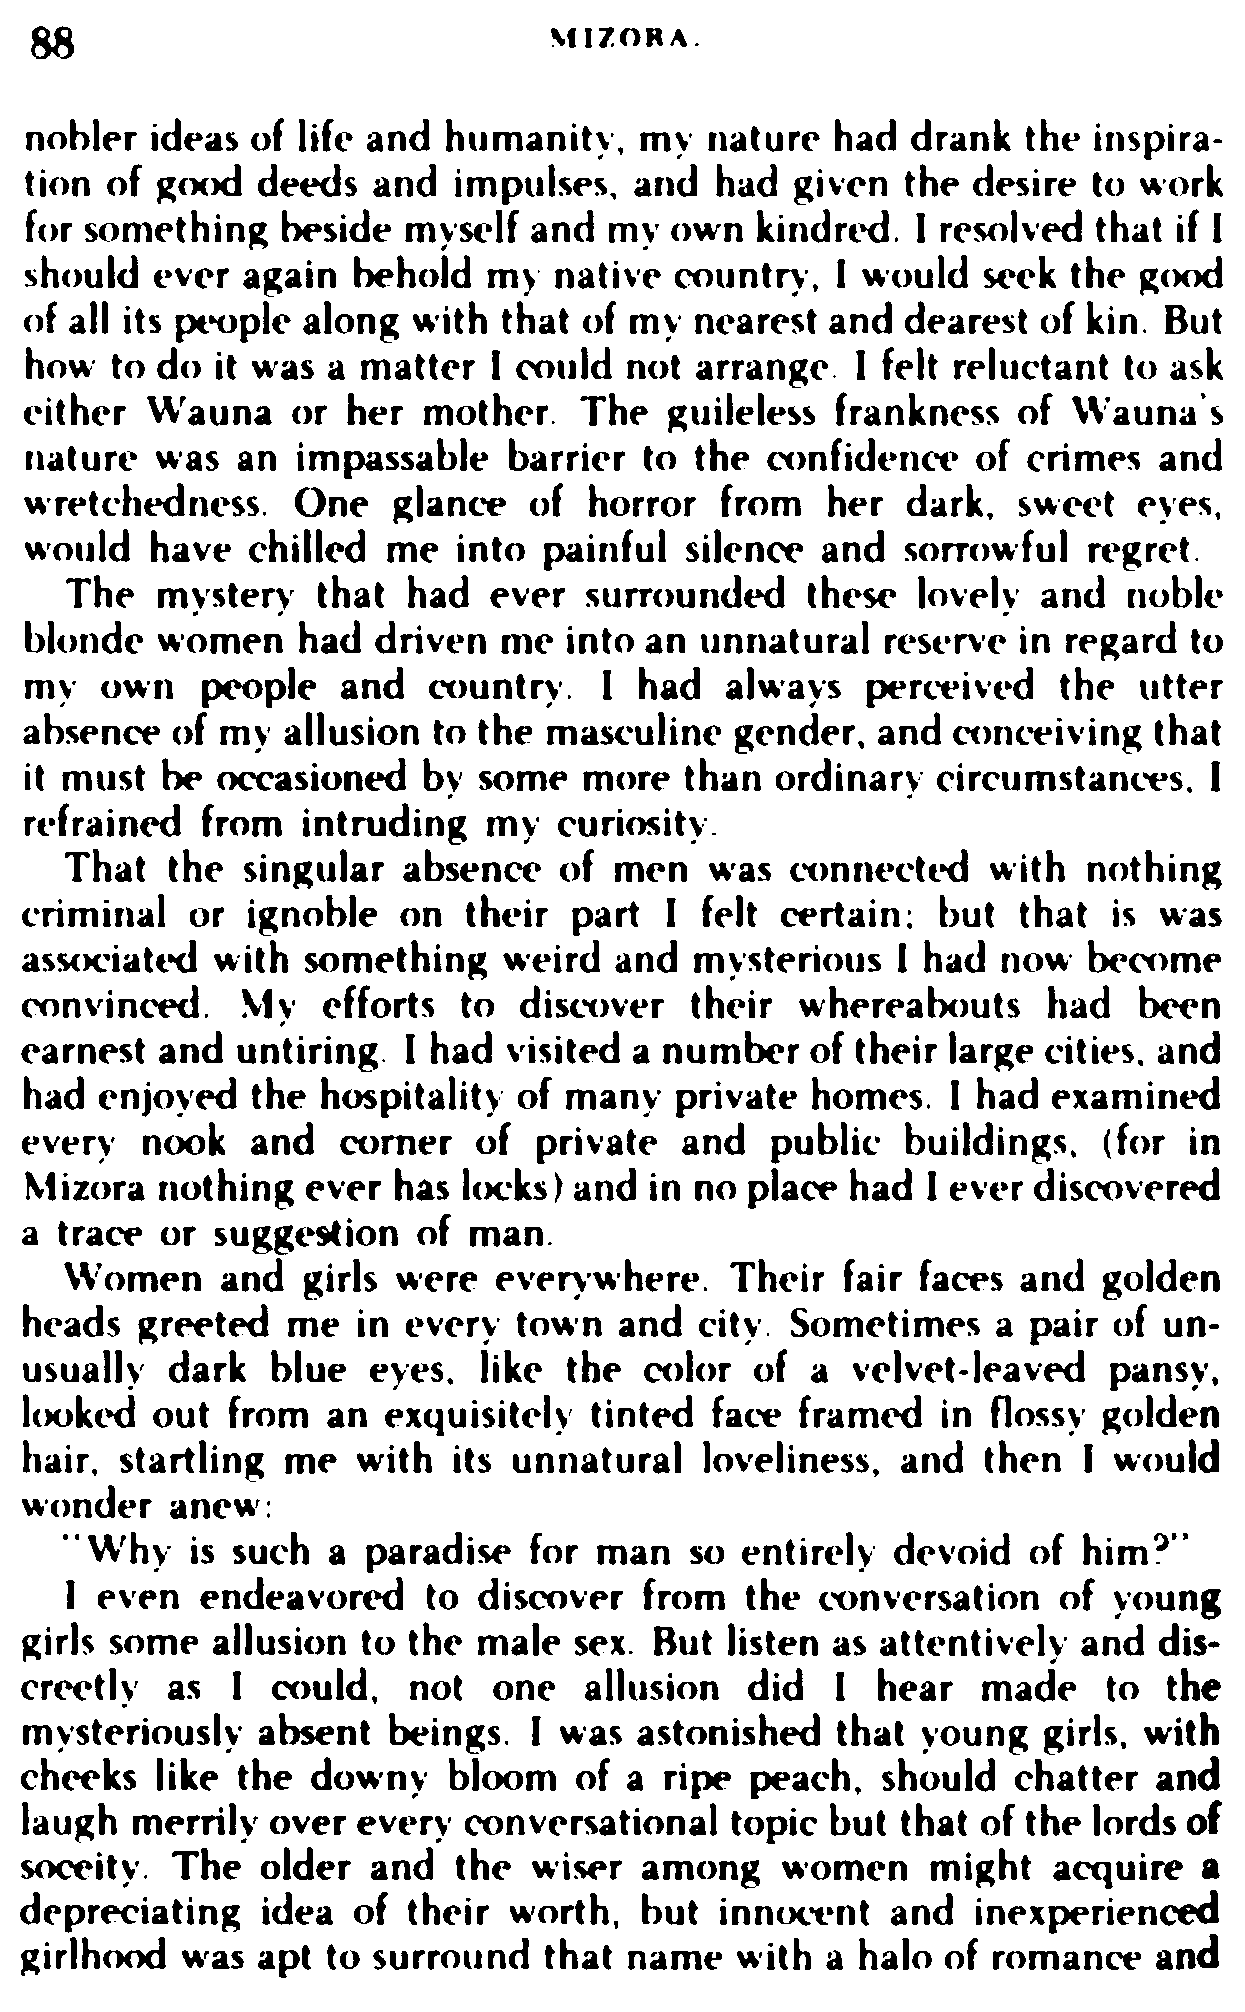 88 MIZORA.
nobler ideas of life and humanity, my nature had drank the inspira-
tion of good deeds and impulses, and had given the desire to work
for something beside myself and my own kindred. I resolved that if I
should ever again behold my native country, I would seek the good
of all its people along with that of my nearest and dearest of kin. But
how to do it was a matter I could not arrange. I felt reluctant to ask
either Wauna or her mother. The guileless frankness of Wauna's
nature was an impassable barrier to the confidence of crimes and
wretchedness. One glance of horror from her dark, sweet eyes,
would have chilled me into painful silence and sorrowful regret.
The mystery that had ever surrounded these lovely and noble
blonde women had driven me into an unnatural reserve in regard to
my own people and country. I had always perceived the utter
absence of my allusion to the masculine gender, and conceiving that
it must be occasioned by some more than ordinary circumstances, I
refrained from intruding my curiosity.
That the singular absence of men was connected with nothing
criminal or ignoble on their part I felt certain; but that is was
associated with something weird and mysterious I had now become
convinced. My efforts to discover their whereabouts had been
earnest and untiring. I had visited a number of their large cities, and
had enjoyed the hospitality of many private homes. I had examined
every nook and corner of private and public buildings, (for in
Mizora nothing ever has locks) and in no place had I ever discovered
a trace or suggestion of man.
Women and girls were everywhere. Their fair faces and golden
heads greeted me in every town and city. Sometimes a pair of un-
usually dark blue eyes, like the color of a velvet-leaved pansy,
looked out from an exquisitely tinted face framed in flossy golden
hair, startling me with its unnatural loveliness, and then I would
wonder anew:
"Why is such a paradise for man so entirely devoid of him?"
I even endeavored to discover from the conversation of young
girls some allusion to the male sex. But listen as attentively and dis-
creetly as I could, not one allusion did I hear made to the
mysteriously absent beings. I was astonished that young girls, with
cheeks like the downy bloom of a ripe peach, should chatter and
laugh merrily over every conversational topic but that of the lords of
soceity. The older and the wiser among women might acquire a
depreciating idea of their worth, but innocent and inexperienced
girlhood was apt to surround that name with a halo of romance and